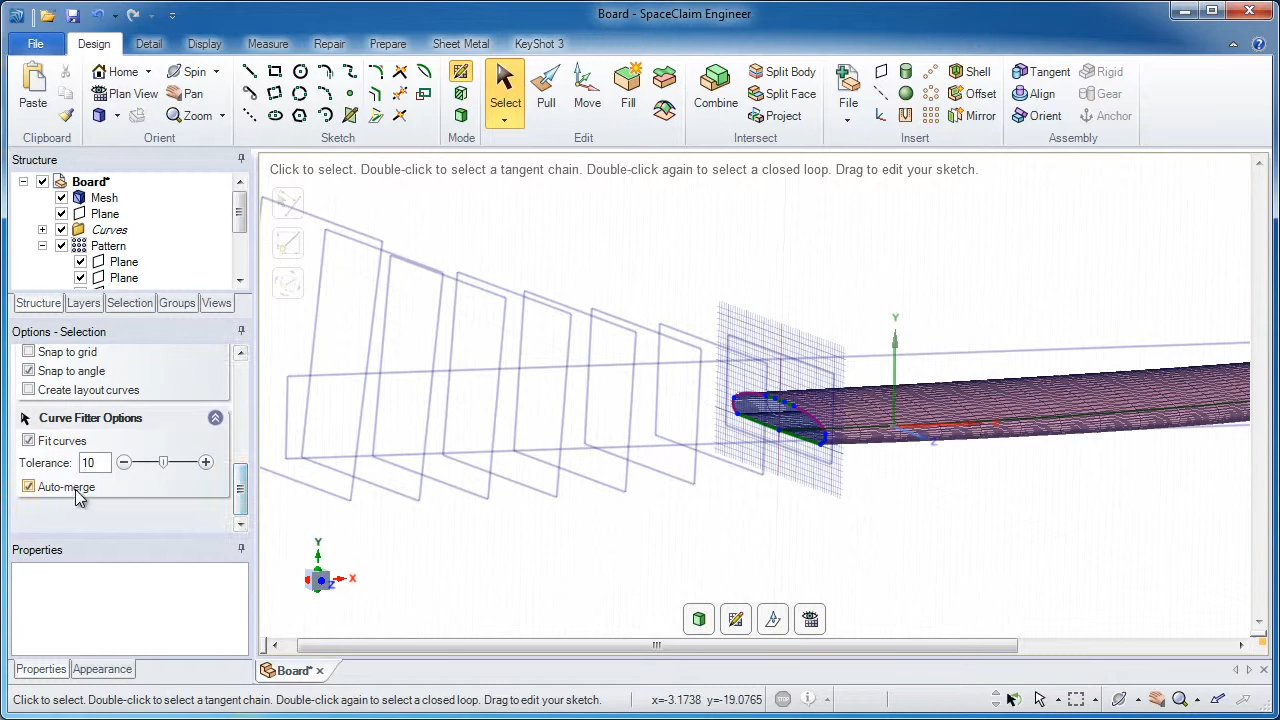 Board - SpaceClaim Engineer
File Design Detail Display Measure Repair Prepare Sheet Metal KeyShot 3
Paste
Clipboard
Home Spin
Plan View Pan
Zoom
Orient
Sketch
Mode
Select Pull Move Fill
Edit
Combine
Split Body
Split Face
Project
Intersect
File
Shell
Offset
Mirror
Insert
Tangent Rigid
Align Gear
Orient Anchor
Assembly
Structure
Board*
Mesh
Plane
Curves
Pattern
Plane
Plane
Structure Layers Selection Groups Views
Options - Selection
Snap to grid
Snap to angle
Create layout curves
Curve Fitter Options
Fit curves
Tolerance: 10
Auto-merge
Properties
Properties Appearance
Click to select. Double-click to select a tangent chain. Double-click again to select a closed loop. Drag to edit your sketch.
Y
Z
Y
X
Z
Board*
Click to select. Double-click to select a tangent chain. Double-click again to select a closed loop. Drag to edit your sketch.
x=-3.1738 y=-19.0765